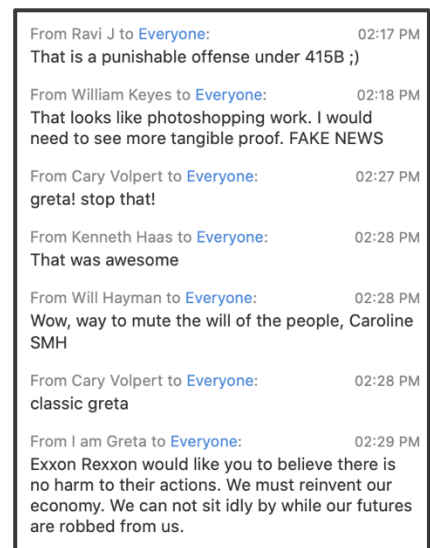 From Ravi J to Everyone: 02:17 PM
That is a punishable offense under 415B ;)
From William Keyes to Everyone: 02:18 PM
That looks like photoshopping work. I would
need to see more tangible proof. FAKE NEWS
From Cary Volpert to Everyone: 02:27 PM
greta! stop that!
From Kenneth Haas to Everyone: 02:28 PM
That was awesome
From Will Hayman to Everyone: 02:28 PM
Wow, way to mute the will of the people, Caroline
SMH
From Cary Volpert to Everyone: 02:28 PM
classic greta
From I am Greta to Everyone: 02:29 PM
Exxon Rexxon would like you to believe there is
no harm to their actions. We must reinvent our
economy. We can not sit idly by while our futures
are robbed from us.